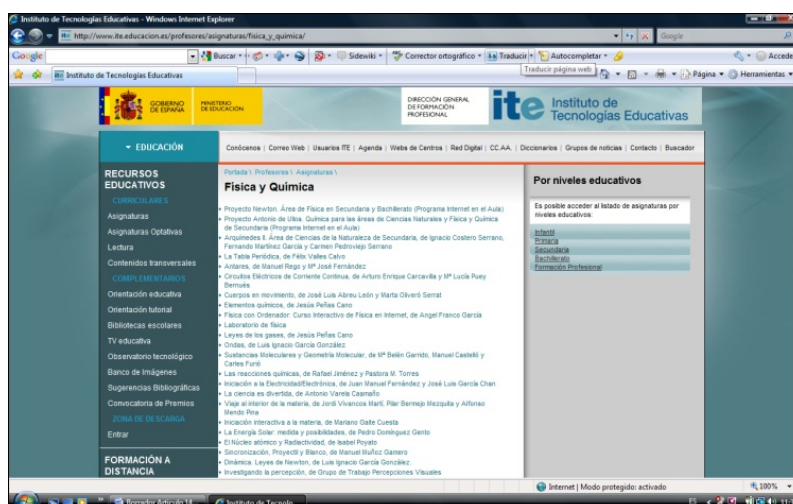 Instituto de Tecnologías Educativas - Windows Internet Explorer
http://www.ite.educacion.es/profesores/asignaturas/fisica_y_quimica/
Google
Google
Buscar
Sidewiki
Corrector ortográfico
Traducir
Autocompletar
Accede
Instituto de Tecnologías Educativas
Traducir página web
Página
Herramientas
GOBIERNO DE ESPAÑA
MINISTERIO DE EDUCACIÓN
DIRECCIÓN GENERAL
DE FORMACIÓN
PROFESIONAL
ite Instituto de
Tecnologías Educativas
EDUCACIÓN
Conócenos | Correo Web | Usuarios ITE | Agenda | Webs de Centros | Red Digital | CC.AA. | Diccionarios | Grupos de noticias | Contacto | Buscador
RECURSOS
EDUCATIVOS
CURRICULARES
Asignaturas
Asignaturas Optativas
Lectura
Contenidos transversales
COMPLEMENTARIOS
Orientación educativa
Orientación tutorial
Bibliotecas escolares
TV educativa
Observatorio tecnológico
Banco de Imágenes
Sugerencias Bibliográficas
Convocatoria de Premios
ZONA DE DESCARGA
Entrar
FORMACIÓN A
DISTANCIA
Portada \ Profesores \ Asignaturas \
Física y Química
Proyecto Newton. Área de Física en Secundaria y Bachillerato (Programa Internet en el Aula)
Proyecto Antonio de Ulloa. Química para las áreas de Ciencias Naturales y Física y Química
de Secundaria (Programa Internet en el Aula)
Arquímedes II. Área de Ciencias de la Naturaleza de Secundaria, de Ignacio Costero Serrano,
Fernando Martínez García y Carmen Pedroviejo Serrano
La Tabla Periódica, de Félix Valles Calvo
Antares, de Manuel Rego y Mª José Fernández
Circuitos Eléctricos de Corriente Continua, de Arturo Enrique Carcavilla y Mª Lucía Puey
Bernués
Cuerpos en movimiento, de José Luis Abreu León y Marta Oliveró Serrat
Elementos químicos, de Jesús Peñas Cano
Física con Ordenador: Curso Interactivo de Física en Internet, de Angel Franco García
Laboratorio de física
Leyes de los gases, de Jesús Peñas Cano
Ondas, de Luis Ignacio García González
Sustancias Moleculares y Geometría Molecular, de Mª Belén Garrido, Manuel Castelló y
Carles Furió
Las reacciones químicas, de Rafael Jiménez y Pastora M. Torres
Iniciación a la Electricidad/Electrónica, de Juan Manuel Fernández y José Luis García Chan
La ciencia es divertida, de Antonio Varela Caamaño
Viaje al interior de la materia, de Jordi Vivancos Martí, Pilar Bermejo Mezquita y Alfonso
Mendo Pina
Iniciación interactiva a la materia, de Mariano Gaite Cuesta
La Energía Solar: medida y posibilidades, de Pedro Domínguez Gento
El Núcleo atómico y Radiactividad, de Isabel Poyato
Sincronización, Proyectil y Blanco, de Manuel Muñoz Gamero
Dinámica. Leyes de Newton, de Luis Ignacio García González.
Investigando la percepción, de Grupo de Trabajo Percepciones Visuales
Por niveles educativos
Es posible acceder al listado de asignaturas por
niveles educativos:
Infantil
Primaria
Secundaria
Bachillerato
Formación Profesional
Internet | Modo protegido: activado
100%
Borrador Artículo 14
Instituto de Tecnolo
ES